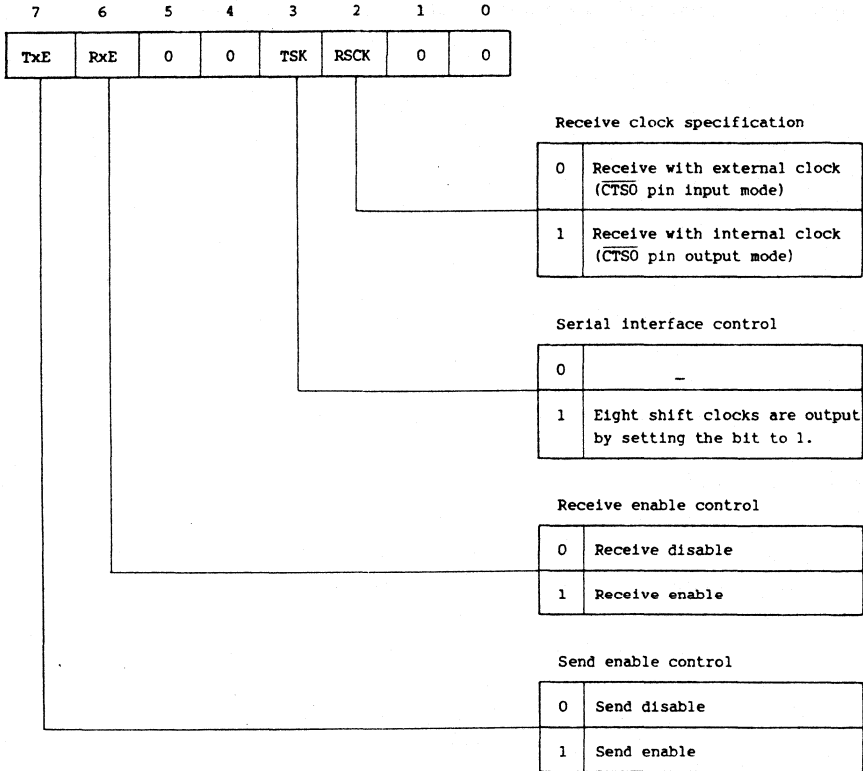 7 6 5 4 3 2 1 0
TxE RxE 0 0 TSK RSCK 0 0
Receive clock specification
0 Receive with external clock
(CTS0 pin input mode)
1 Receive with internal clock
(CTS0 pin output mode)
Serial interface control
0 –
1 Eight shift clocks are output
by setting the bit to 1.
Receive enable control
0 Receive disable
1 Receive enable
Send enable control
0 Send disable
1 Send enable